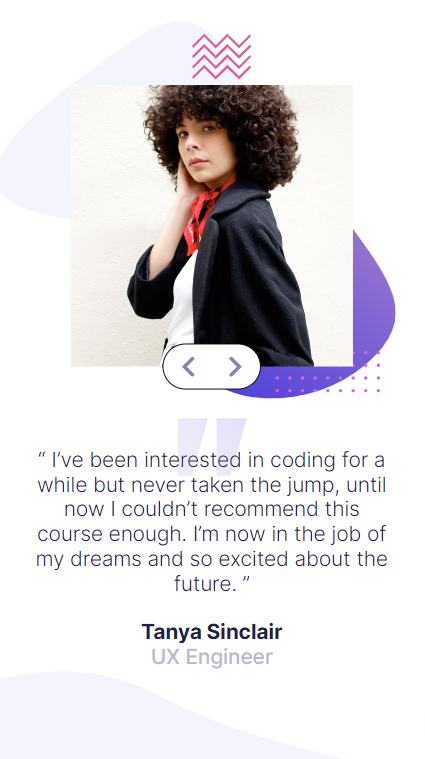 “ I’ve been interested in coding for a
while but never taken the jump, until
now I couldn’t recommend this
course enough. I’m now in the job of
my dreams and so excited about the
future. ”
Tanya Sinclair
UX Engineer